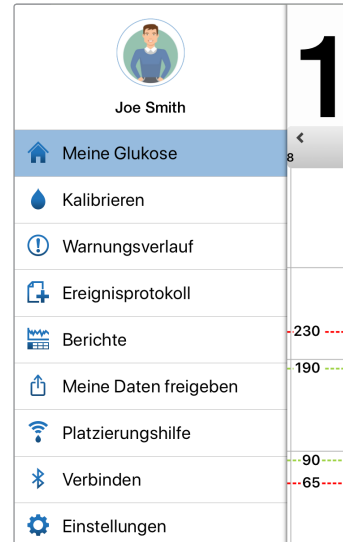 Joe Smith
1
8
Meine Glukose
Kalibrieren
Warnungsverlauf
Ereignisprotokoll
Berichte
230
Meine Daten freigeben
190
Platzierungshilfe
90
Verbinden
65
Einstellungen